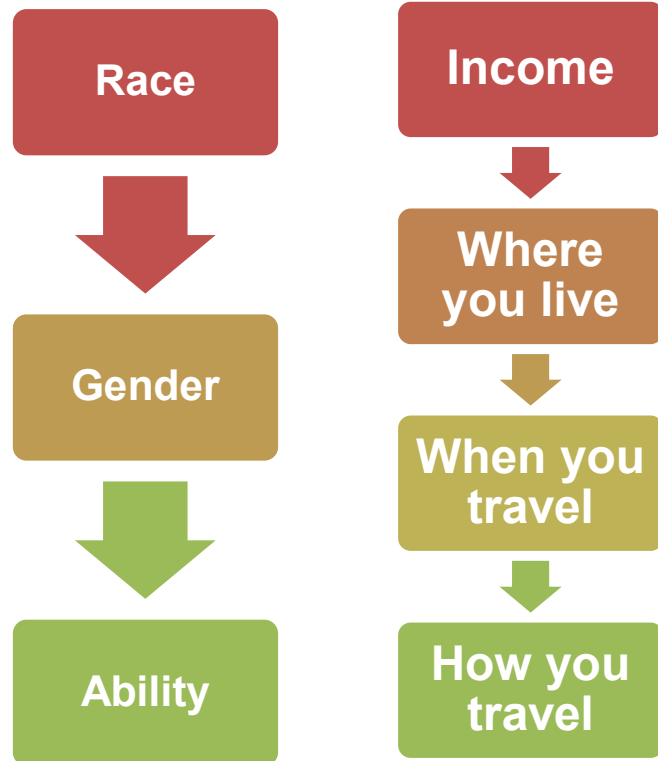 Race
Gender
Ability
Income
Where
you live
When you
travel
How you
travel